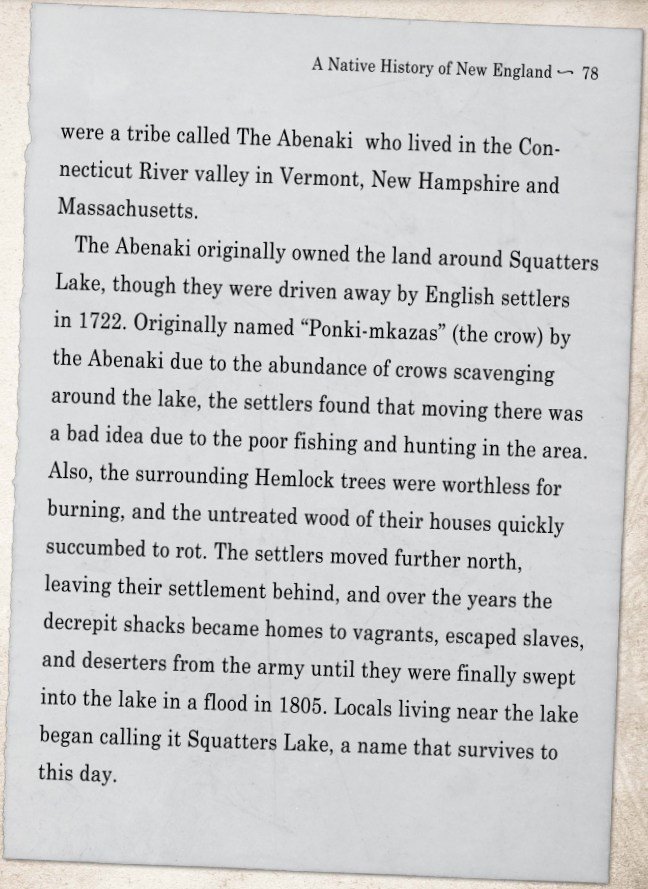 A Native History of New England ~ 78
were a tribe called The Abenaki who lived in the Con-
necticut River valley in Vermont, New Hampshire and
Massachusetts.
The Abenaki originally owned the land around Squatters
Lake, though they were driven away by English settlers
in 1722. Originally named “Ponki-mkazas” (the crow) by
the Abenaki due to the abundance of crows scavenging
around the lake, the settlers found that moving there was
a bad idea due to the poor fishing and hunting in the area.
Also, the surrounding Hemlock trees were worthless for
burning, and the untreated wood of their houses quickly
succumbed to rot. The settlers moved further north,
leaving their settlement behind, and over the years the
decrepit shacks became homes to vagrants, escaped slaves,
and deserters from the army until they were finally swept
into the lake in a flood in 1805. Locals living near the lake
began calling it Squatters Lake, a name that survives to
this day.